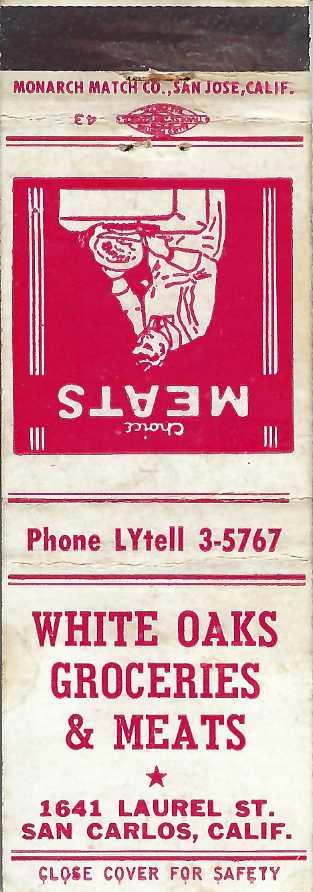 MONARCH MATCH CO., SAN JOSE, CALIF.
43
Choice
MEATS
Phone LYtell 3-5767
WHITE OAKS
GROCERIES
& MEATS
1641 LAUREL ST.
SAN CARLOS, CALIF.
CLOSE COVER FOR SAFETY